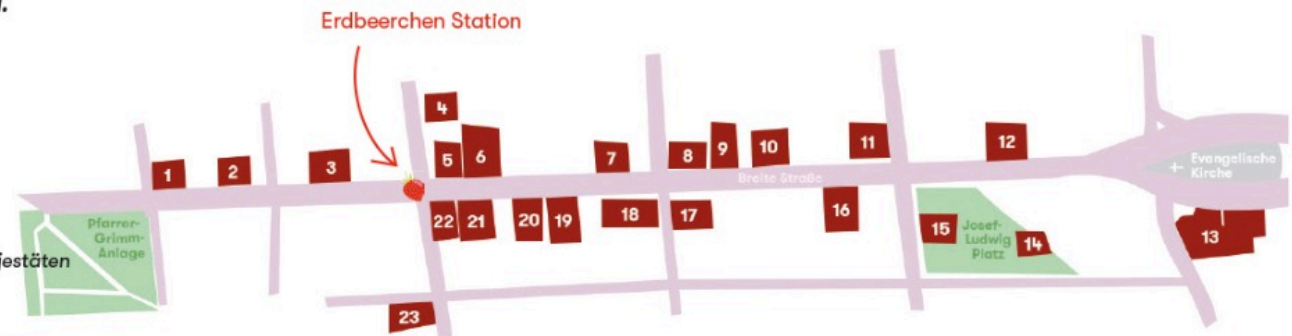 Erdbeerchen Station
4
1
2
3
5
6
7
8
9
10
11
12
Breite Straße
Evangelische
Kirche
Pfarrer-
Grimm-
Anlage
22
21
20
19
18
17
16
15
Josef-
Ludwig
Platz
14
13
jestäten
23